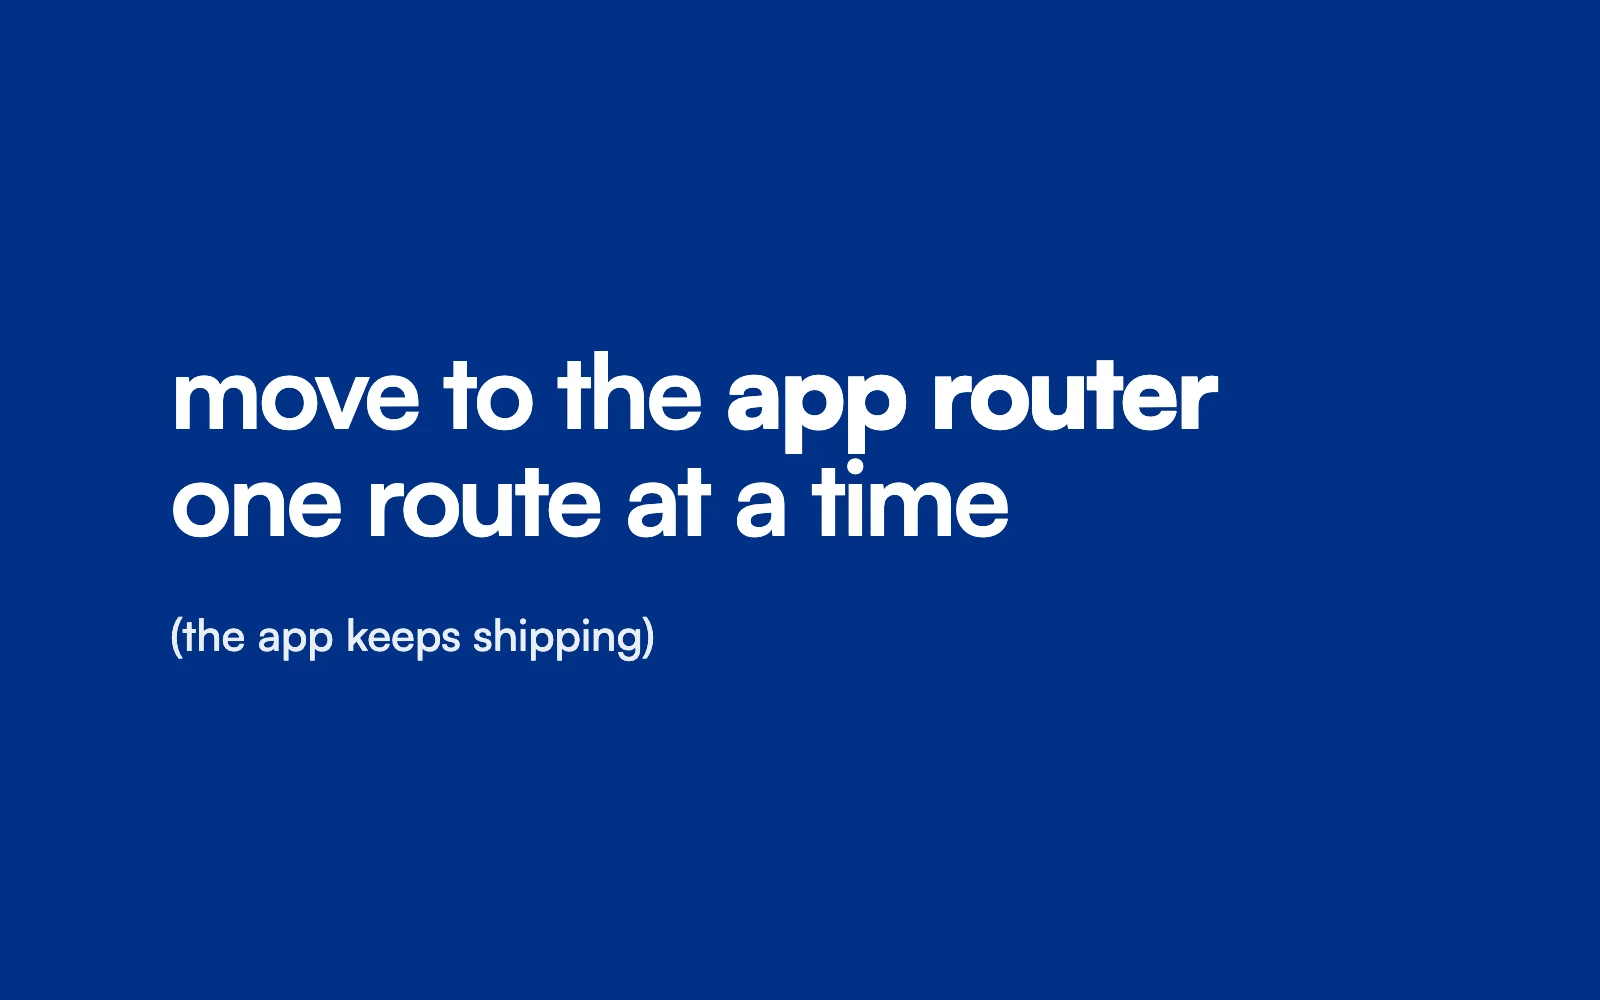 move to the app router
one route at a time
(the app keeps shipping)